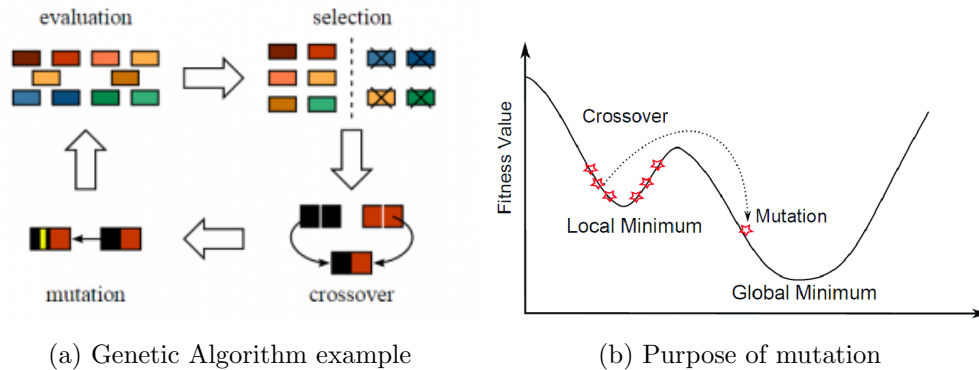 evaluation
selection
mutation
crossover
(a) Genetic Algorithm example
Fitness Value
Crossover
Local Minimum
Mutation
Global Minimum
(b) Purpose of mutation